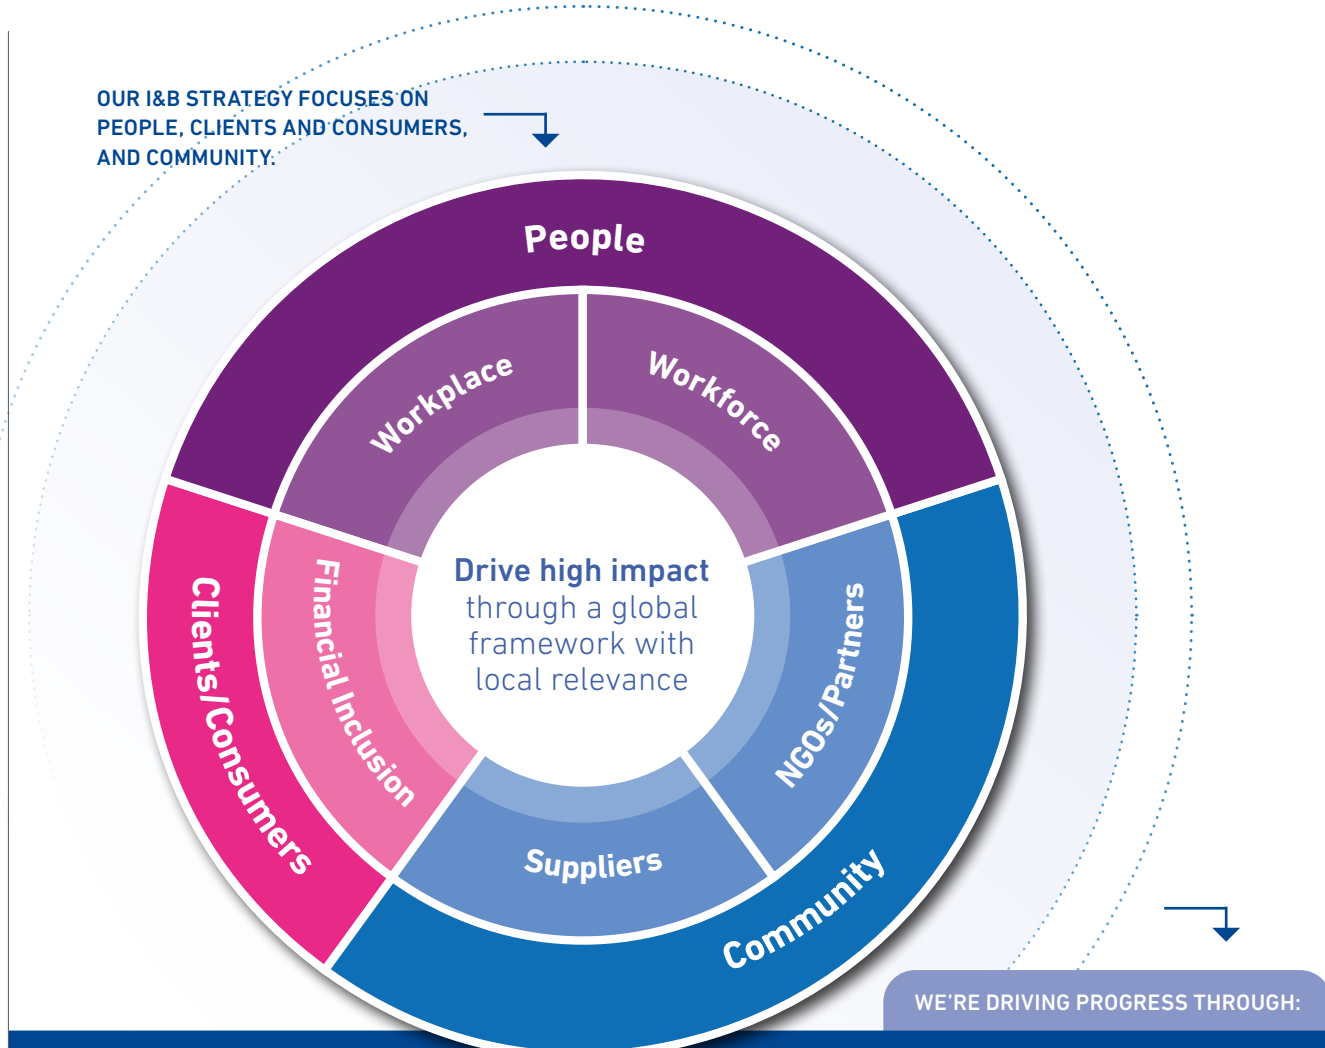 OUR I&B STRATEGY FOCUSES ON
PEOPLE, CLIENTS AND CONSUMERS,
AND COMMUNITY.
People
Workplace
Workforce
Clients/Consumers
Financial Inclusion
Drive high impact
through a global
framework with
local relevance
NGOs/Partners
Suppliers
Community
WE'RE DRIVING PROGRESS THROUGH: